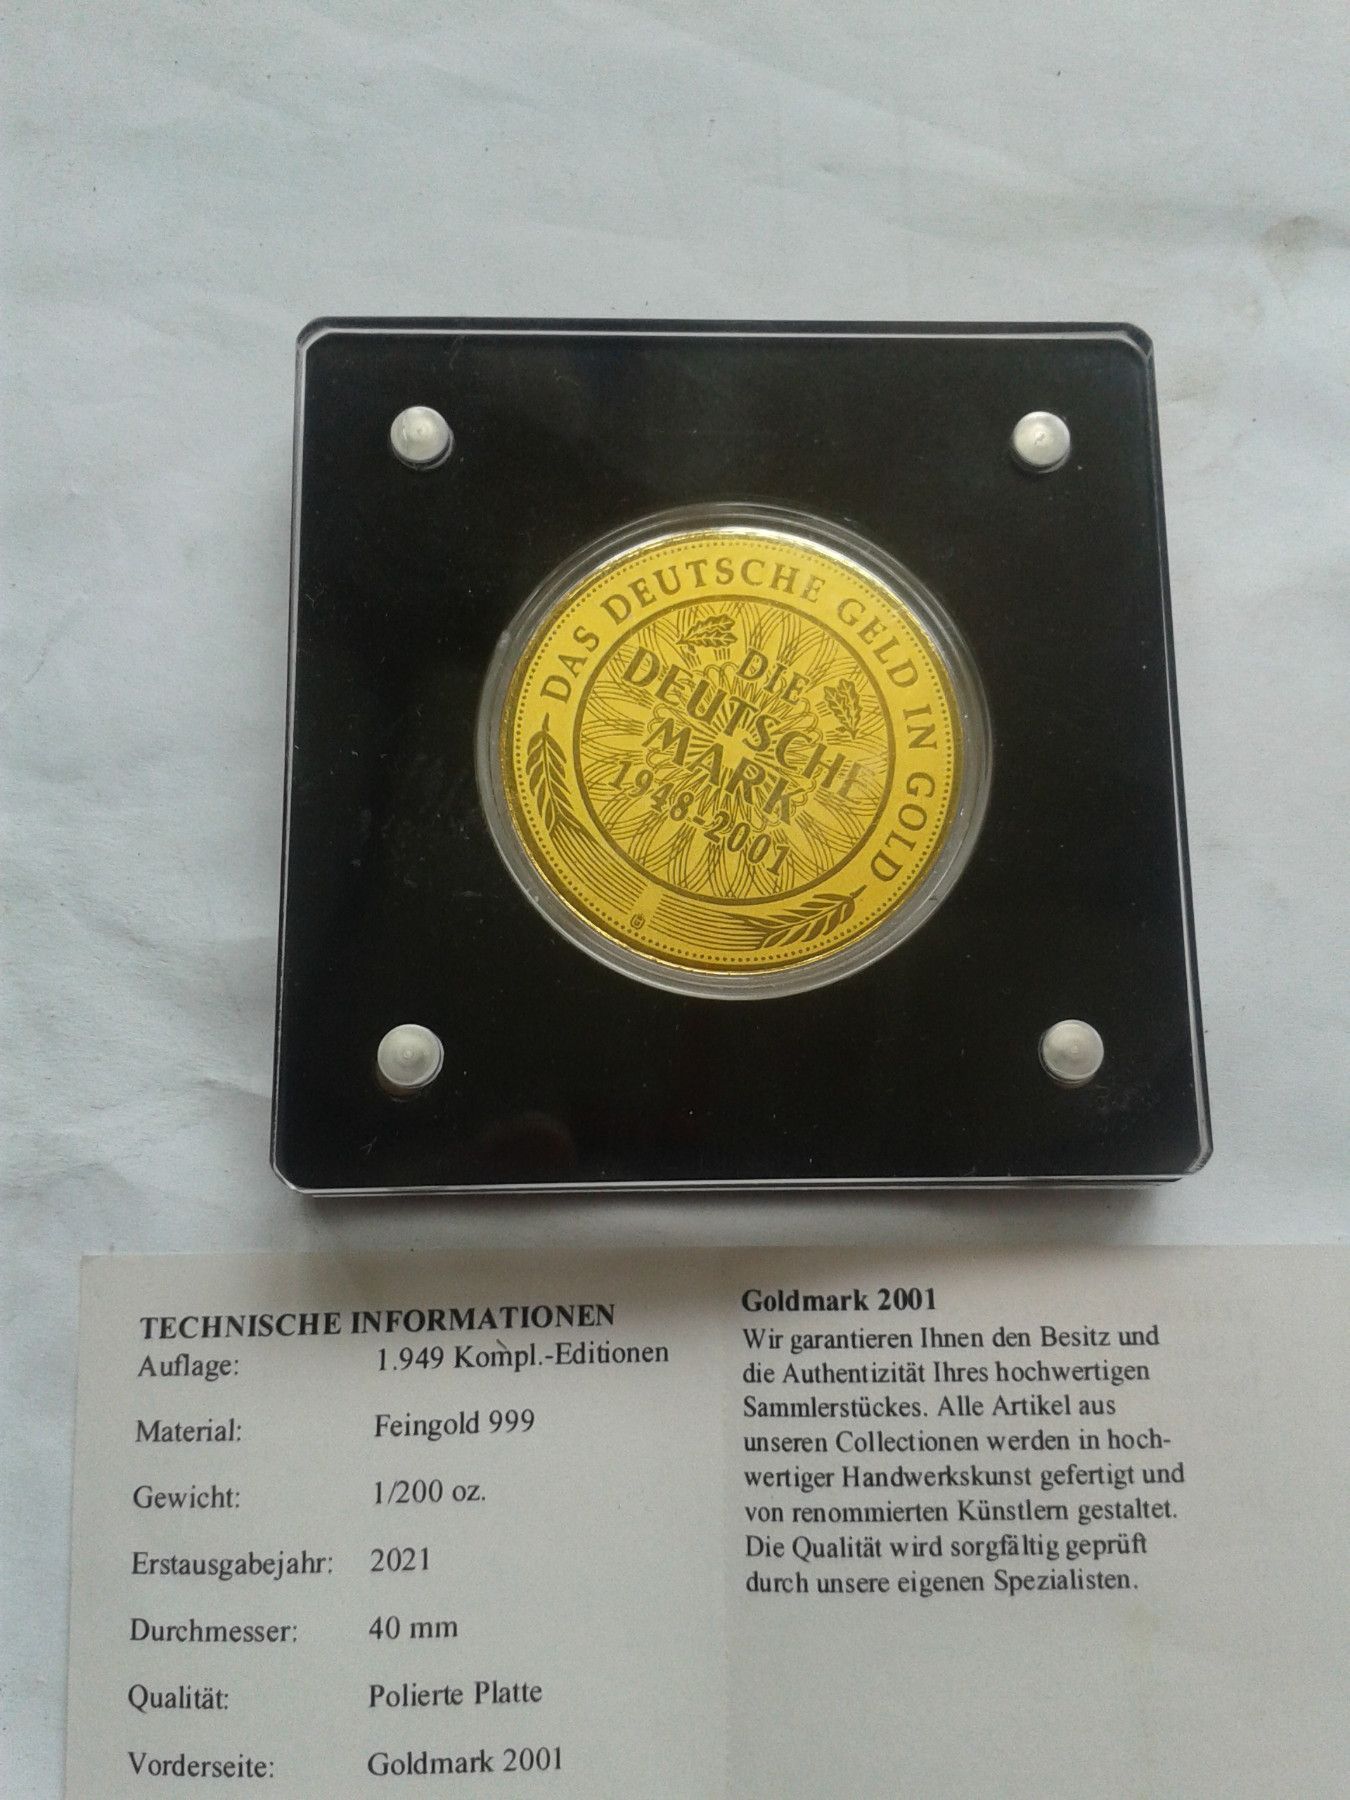 DAS DEUTSCHE GELD IN GOLD
DIE
DEUTSCHE
MARK
1948-2001
TECHNISCHE INFORMATIONEN
Auflage: 1.949 Kompl.-Editionen
Material: Feingold 999
Gewicht: 1/200 oz.
Erstausgabejahr: 2021
Durchmesser: 40 mm
Qualität: Polierte Platte
Vorderseite: Goldmark 2001
Goldmark 2001
Wir garantieren Ihnen den Besitz und
die Authentizität Ihres hochwertigen
Sammlerstückes. Alle Artikel aus
unseren Collectionen werden in hoch-
wertiger Handwerkskunst gefertigt und
von renommierten Künstlern gestaltet.
Die Qualität wird sorgfältig geprüft
durch unsere eigenen Spezialisten.